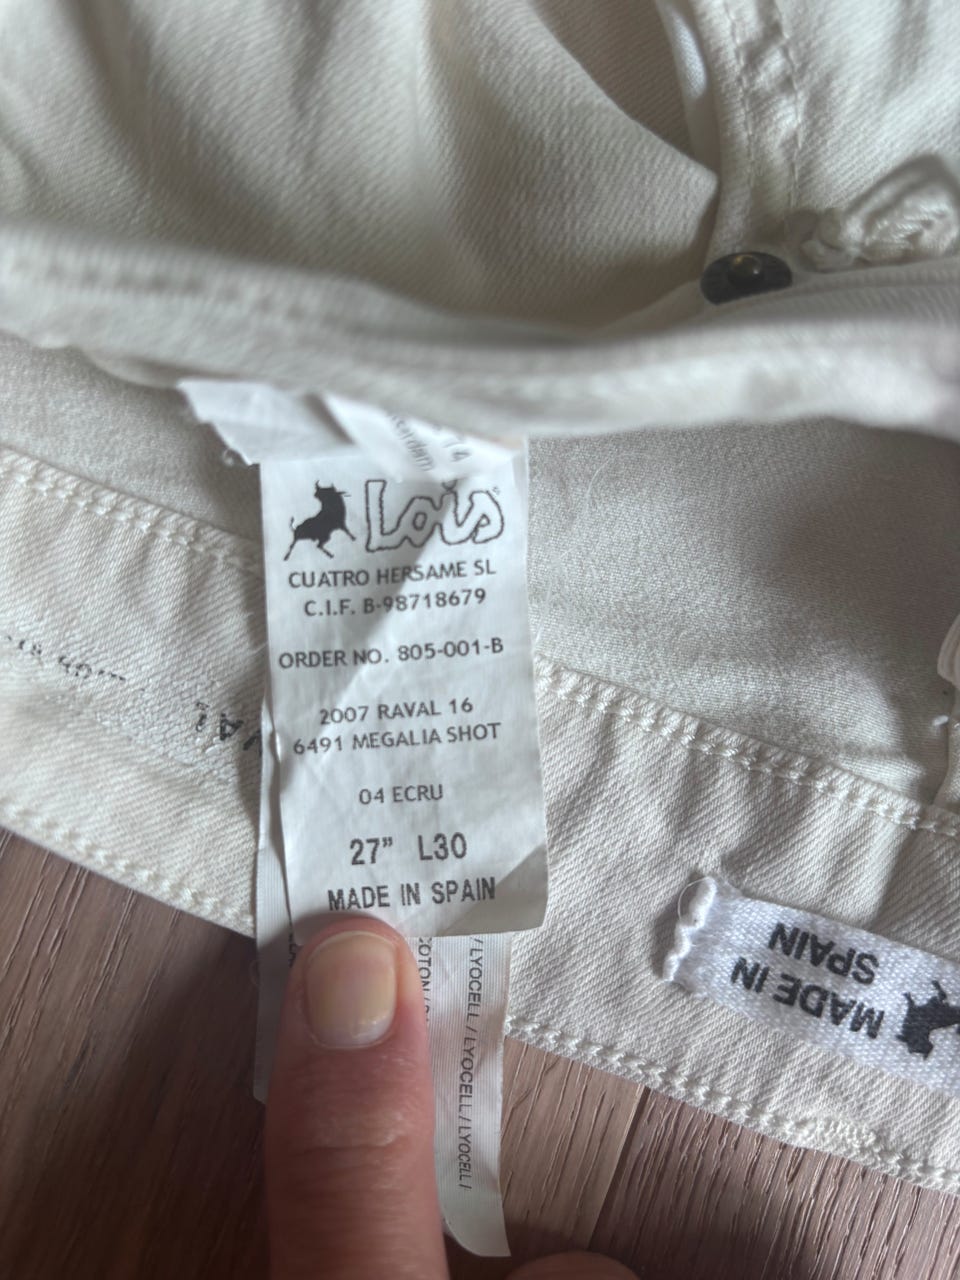 Lois
CUATRO HERSAME SL
C.I.F. B-98718679
ORDER NO. 805-001-B
2007 RAVAL 16
6491 MEGALIA SHOT
04 ECRU
27" L30
MADE IN SPAIN
/ LYOCELL / LYOCELL / LYOCELL /
MADE IN
SPAIN